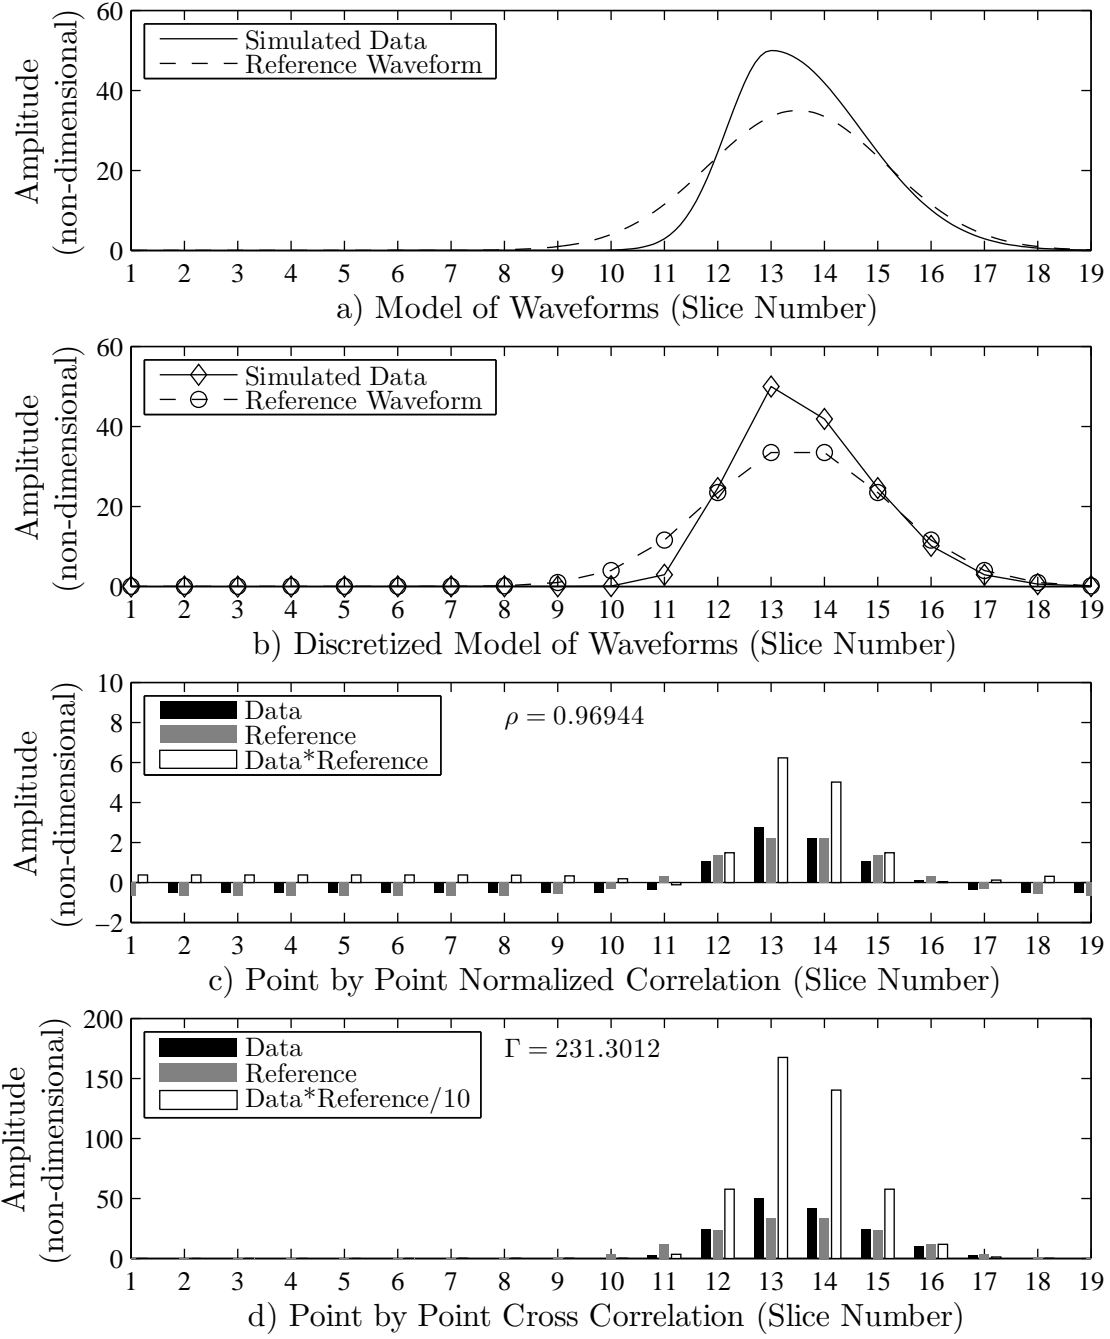 60
40
20
0
Amplitude
(non-dimensional)
Simulated Data
Reference Waveform
1 2 3 4 5 6 7 8 9 10 11 12 13 14 15 16 17 18 19
a) Model of Waveforms (Slice Number)
60
40
20
0
Amplitude
(non-dimensional)
Simulated Data
Reference Waveform
1 2 3 4 5 6 7 8 9 10 11 12 13 14 15 16 17 18 19
b) Discretized Model of Waveforms (Slice Number)
10
8
6
4
2
0
−2
Amplitude
(non-dimensional)
Data
Reference
Data*Reference
ρ = 0.96944
1 2 3 4 5 6 7 8 9 10 11 12 13 14 15 16 17 18 19
c) Point by Point Normalized Correlation (Slice Number)
200
150
100
50
0
Amplitude
(non-dimensional)
Data
Reference
Data*Reference/10
Γ = 231.3012
1 2 3 4 5 6 7 8 9 10 11 12 13 14 15 16 17 18 19
d) Point by Point Cross Correlation (Slice Number)